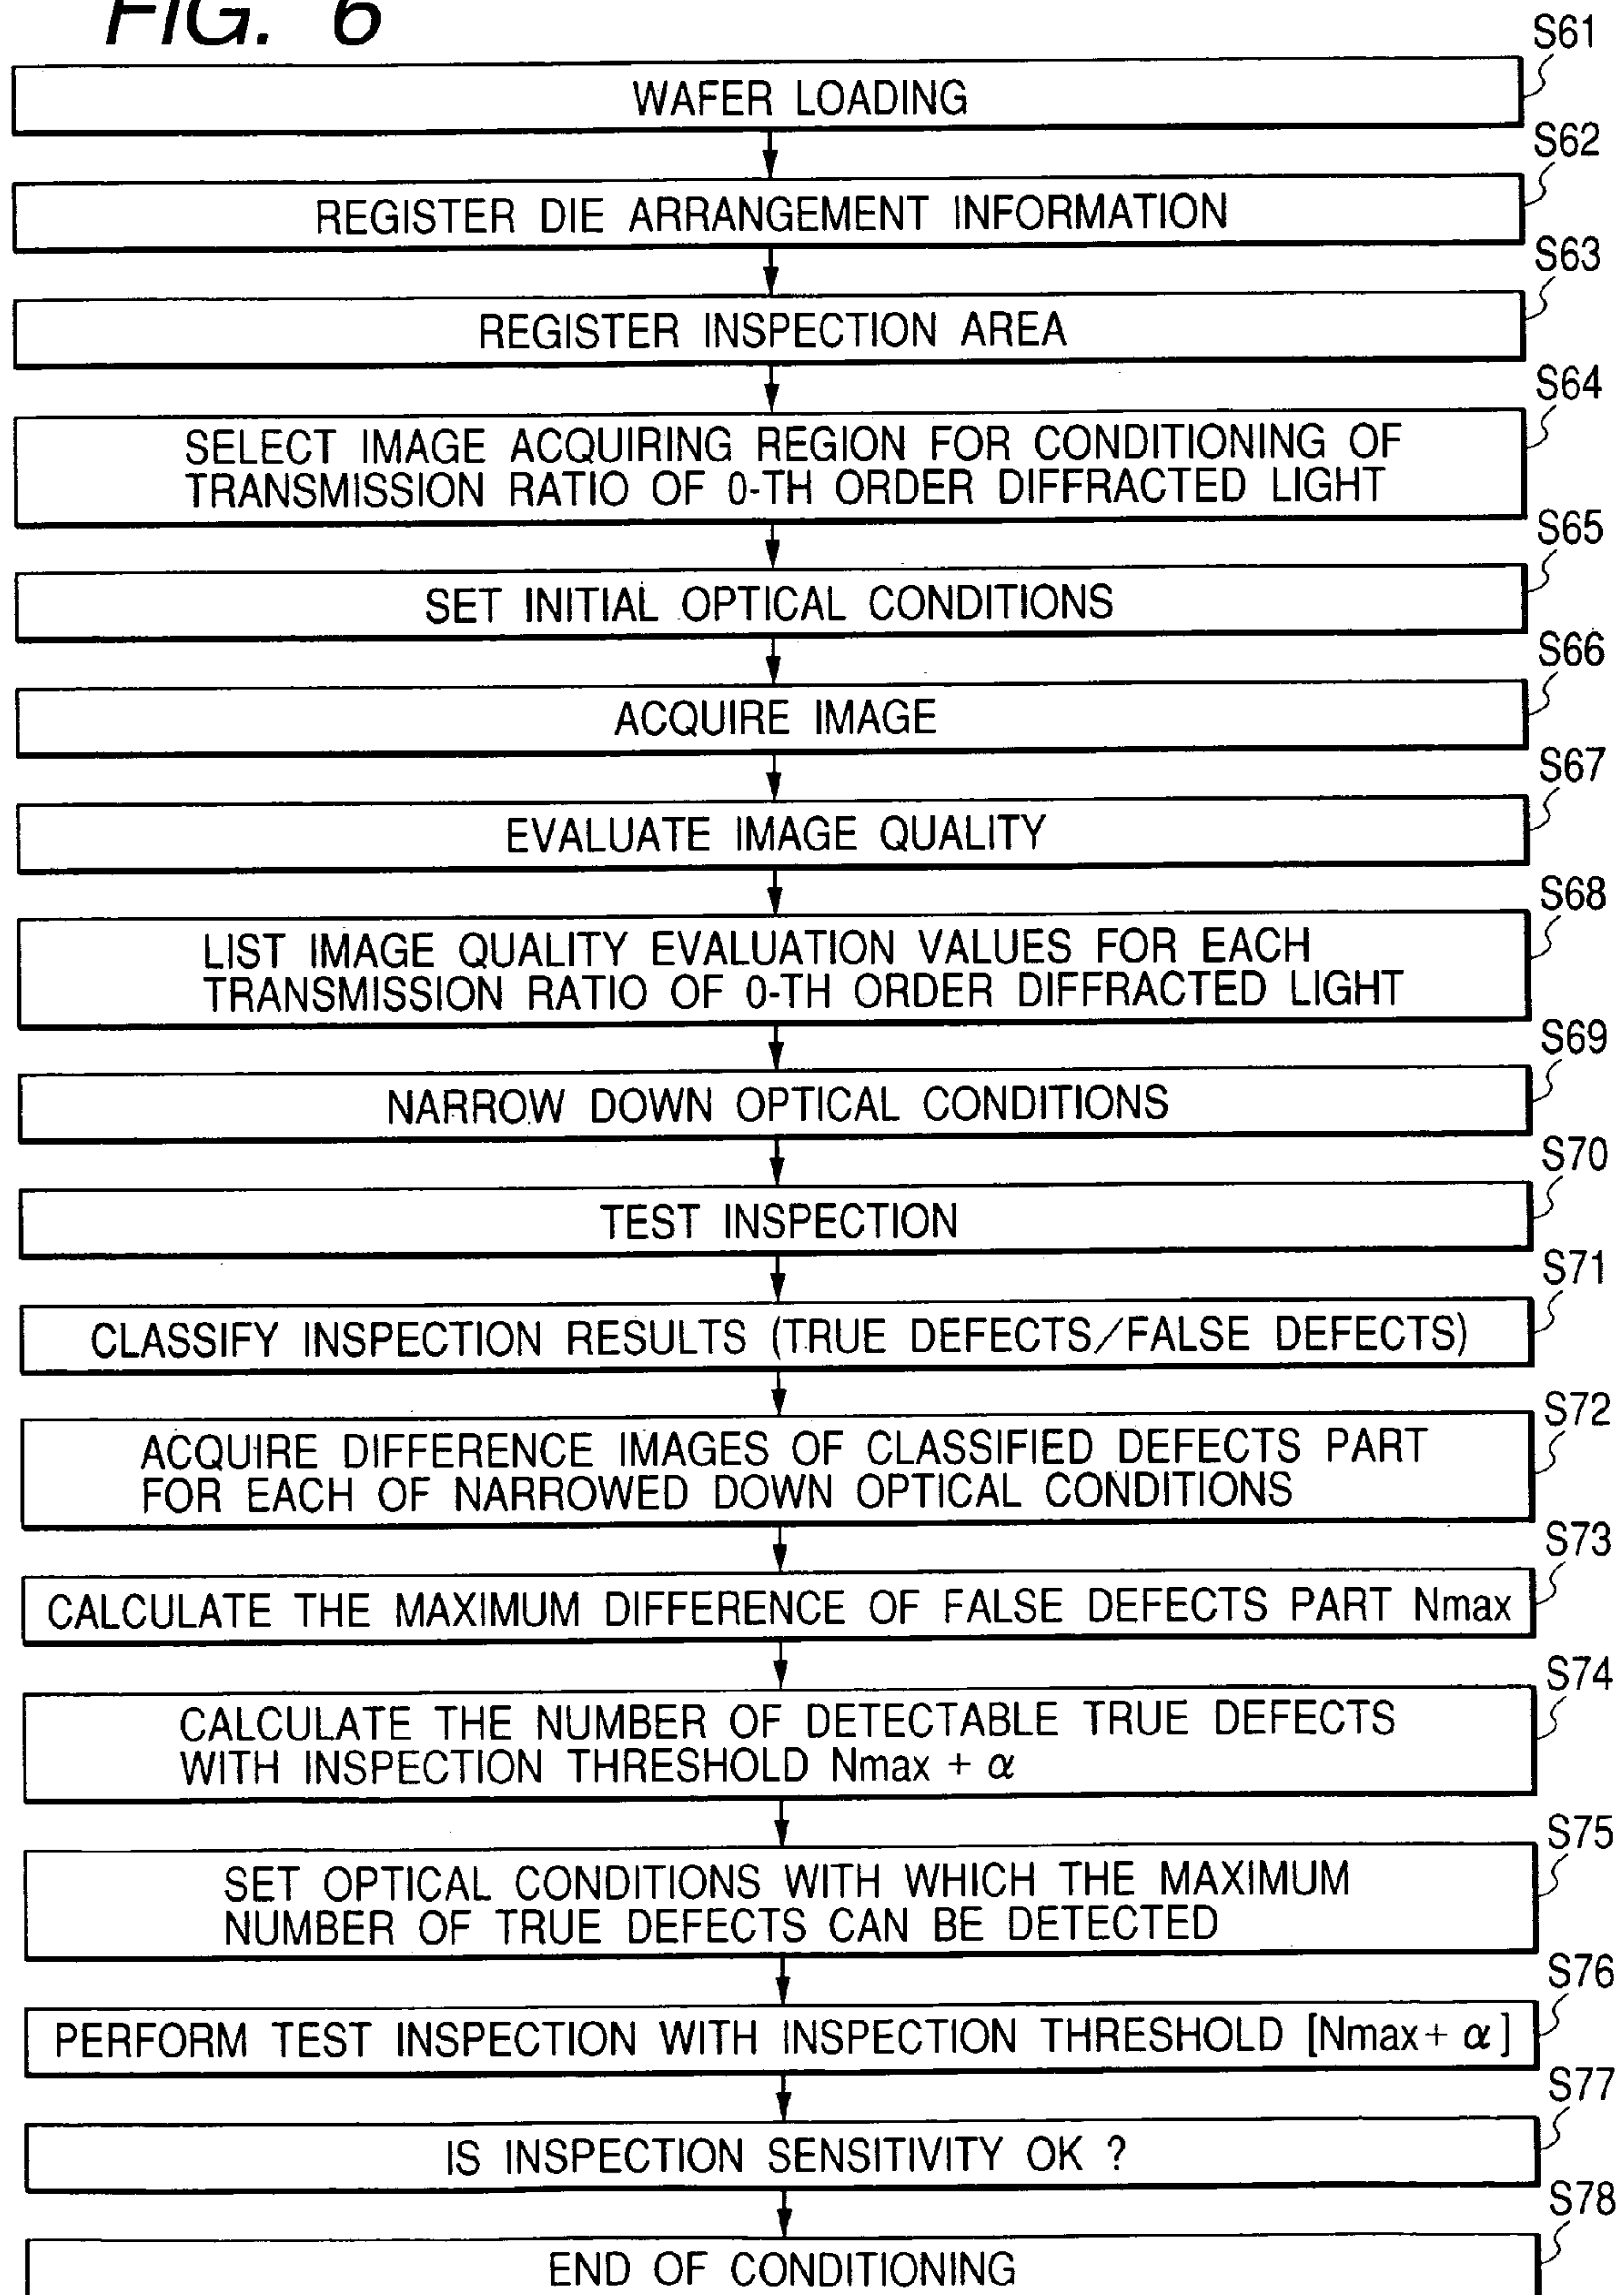 FIG. 6
S61
WAFER LOADING
S62
REGISTER DIE ARRANGEMENT INFORMATION
S63
REGISTER INSPECTION AREA
S64
SELECT IMAGE ACQUIRING REGION FOR CONDITIONING OF
TRANSMISSION RATIO OF 0-TH ORDER DIFFRACTED LIGHT
S65
SET INITIAL OPTICAL CONDITIONS
S66
ACQUIRE IMAGE
S67
EVALUATE IMAGE QUALITY
S68
LIST IMAGE QUALITY EVALUATION VALUES FOR EACH
TRANSMISSION RATIO OF 0-TH ORDER DIFFRACTED LIGHT
S69
NARROW DOWN OPTICAL CONDITIONS
S70
TEST INSPECTION
S71
CLASSIFY INSPECTION RESULTS (TRUE DEFECTS/FALSE DEFECTS)
S72
ACQUIRE DIFFERENCE IMAGES OF CLASSIFIED DEFECTS PART
FOR EACH OF NARROWED DOWN OPTICAL CONDITIONS
S73
CALCULATE THE MAXIMUM DIFFERENCE OF FALSE DEFECTS PART Nmax
S74
CALCULATE THE NUMBER OF DETECTABLE TRUE DEFECTS
WITH INSPECTION THRESHOLD Nmax + α
S75
SET OPTICAL CONDITIONS WITH WHICH THE MAXIMUM
NUMBER OF TRUE DEFECTS CAN BE DETECTED
S76
PERFORM TEST INSPECTION WITH INSPECTION THRESHOLD [Nmax+ α]
S77
IS INSPECTION SENSITIVITY OK ?
S78
END OF CONDITIONING